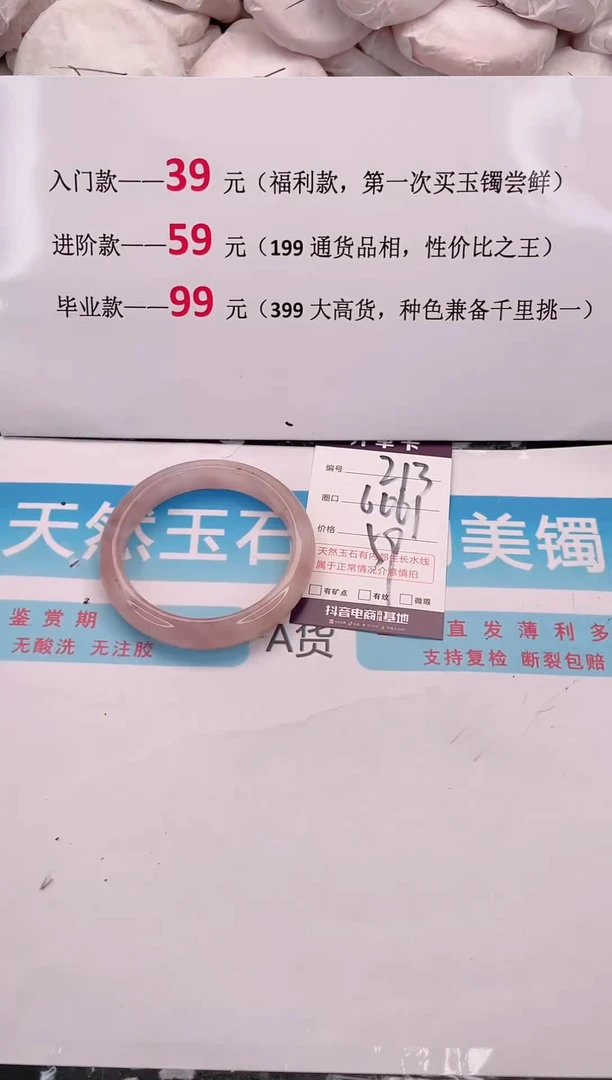 入门款——39 元（福利款，第一次买玉镯尝鲜）
进阶款——59 元（199 通货品相，性价比之王）
毕业款——99 元（399 大高货，种色兼备千里挑一）
编号 213
圈口
价格
天然玉石有内部生长水线
属于正常情况介意慎拍
有矿点 有纹 微瑕
抖音电商 基地
天然玉石 美镯
鉴赏期
无酸洗 无注胶
A货
直发薄利多
支持复检 断裂包赔